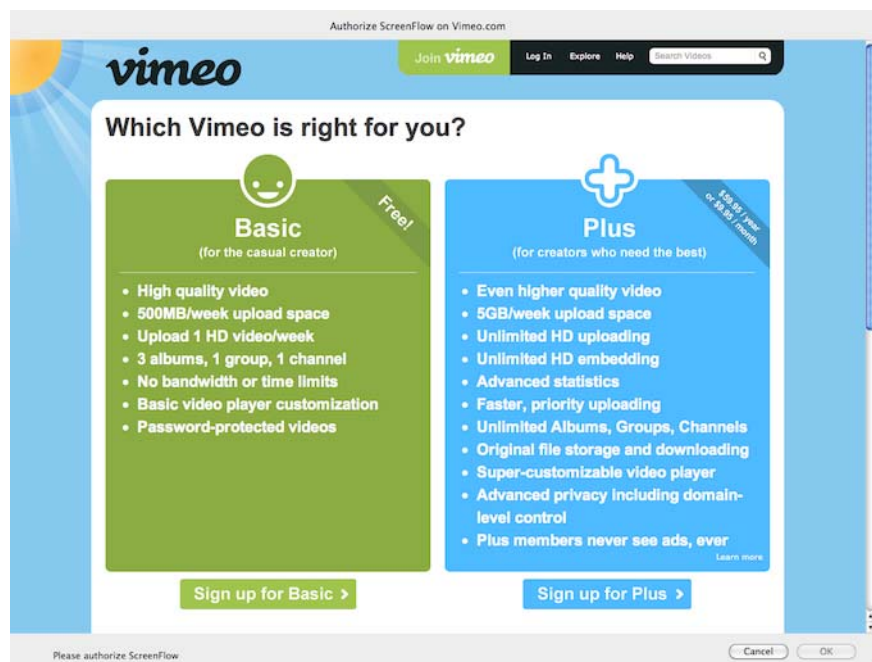 Authorize ScreenFlow on Vimeo.com
vimeo
Join vimeo
Log In Explore Help Search Videos
Which Vimeo is right for you?
Free!
Basic
(for the casual creator)
• High quality video
• 500MB/week upload space
• Upload 1 HD video/week
• 3 albums, 1 group, 1 channel
• No bandwidth or time limits
• Basic video player customization
• Password-protected videos
Sign up for Basic
$59.95 / year
or $9.95 / month
Plus
(for creators who need the best)
• Even higher quality video
• 5GB/week upload space
• Unlimited HD uploading
• Unlimited HD embedding
• Advanced statistics
• Faster, priority uploading
• Unlimited Albums, Groups, Channels
• Original file storage and downloading
• Super-customizable video player
• Advanced privacy including domain-
level control
• Plus members never see ads, ever
Learn more
Sign up for Plus
Please authorize ScreenFlow
Cancel OK